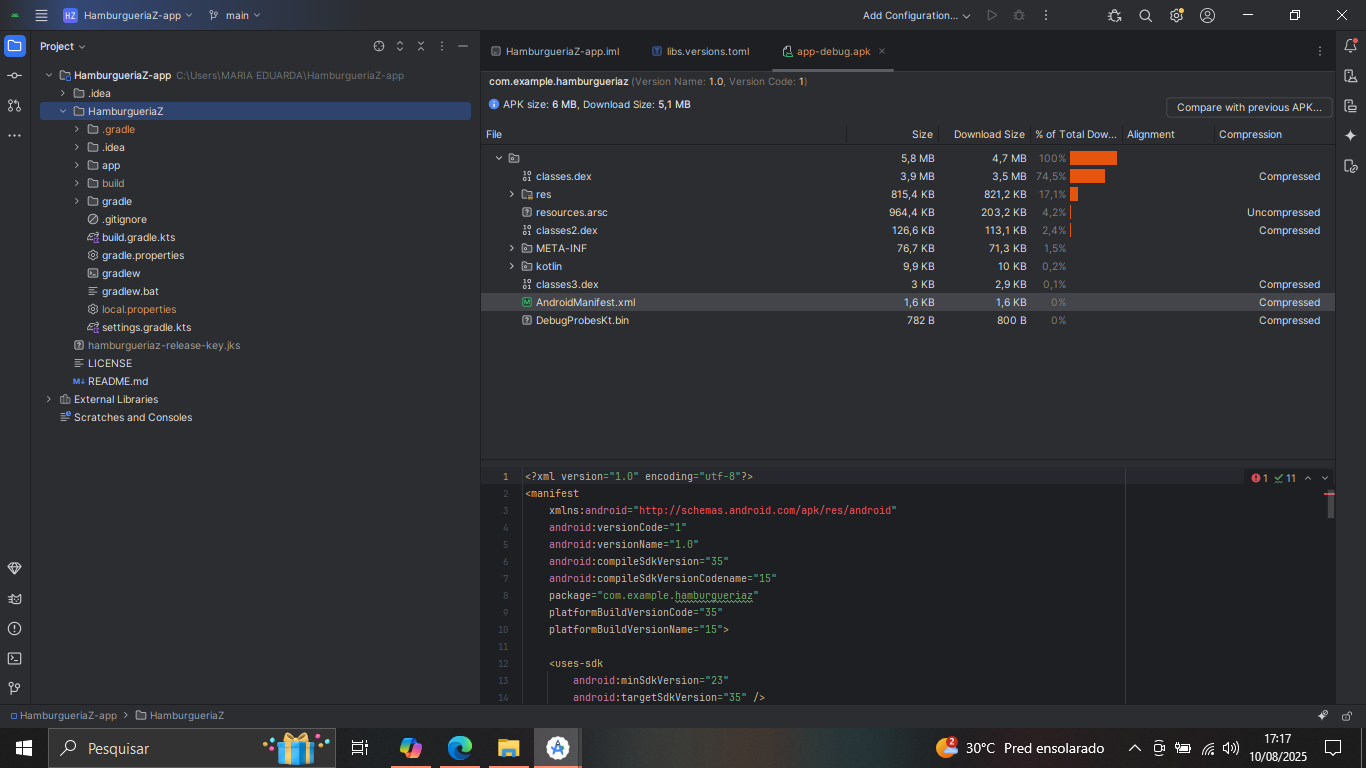 HZ HamburgueriaZ-app main Add Configuration...
Project
HamburgueriaZ-app C:\Users\MARIA EDUARDA\HamburgueriaZ-app
.idea
HamburgueriaZ
.gradle
.idea
app
build
gradle
.gitignore
build.gradle.kts
gradle.properties
gradlew
gradlew.bat
local.properties
settings.gradle.kts
hamburgueriaz-release-key.jks
LICENSE
M↓ README.md
External Libraries
Scratches and Consoles
HamburgueriaZ-app.iml libs.versions.toml app-debug.apk
com.example.hamburgueriaz (Version Name: 1.0, Version Code: 1)
APK size: 6 MB, Download Size: 5,1 MB
Compare with previous APK...
File Size Download Size % of Total Dow... Alignment Compression
5,8 MB 4,7 MB 100%
classes.dex 3,9 MB 3,5 MB 74,5% Compressed
res 815,4 KB 821,2 KB 17,1%
resources.arsc 964,4 KB 203,2 KB 4,2% Uncompressed
classes2.dex 126,6 KB 113,1 KB 2,4% Compressed
META-INF 76,7 KB 71,3 KB 1,5%
kotlin 9,9 KB 10 KB 0,2%
classes3.dex 3 KB 2,9 KB 0,1% Compressed
AndroidManifest.xml 1,6 KB 1,6 KB 0% Compressed
DebugProbesKt.bin 782 B 800 B 0% Compressed
1 11
1 <?xml version="1.0" encoding="utf-8"?>
2 <manifest
3 xmlns:android="http://schemas.android.com/apk/res/android"
4 android:versionCode="1"
5 android:versionName="1.0"
6 android:compileSdkVersion="35"
7 android:compileSdkVersionCodename="15"
8 package="com.example.hamburgueriaz"
9 platformBuildVersionCode="35"
10 platformBuildVersionName="15">
11
12 <uses-sdk
13 android:minSdkVersion="23"
14 android:targetSdkVersion="35" />
HamburgueriaZ-app HamburgueriaZ
Pesquisar
2 30°C Pred ensolarado
17:17
10/08/2025